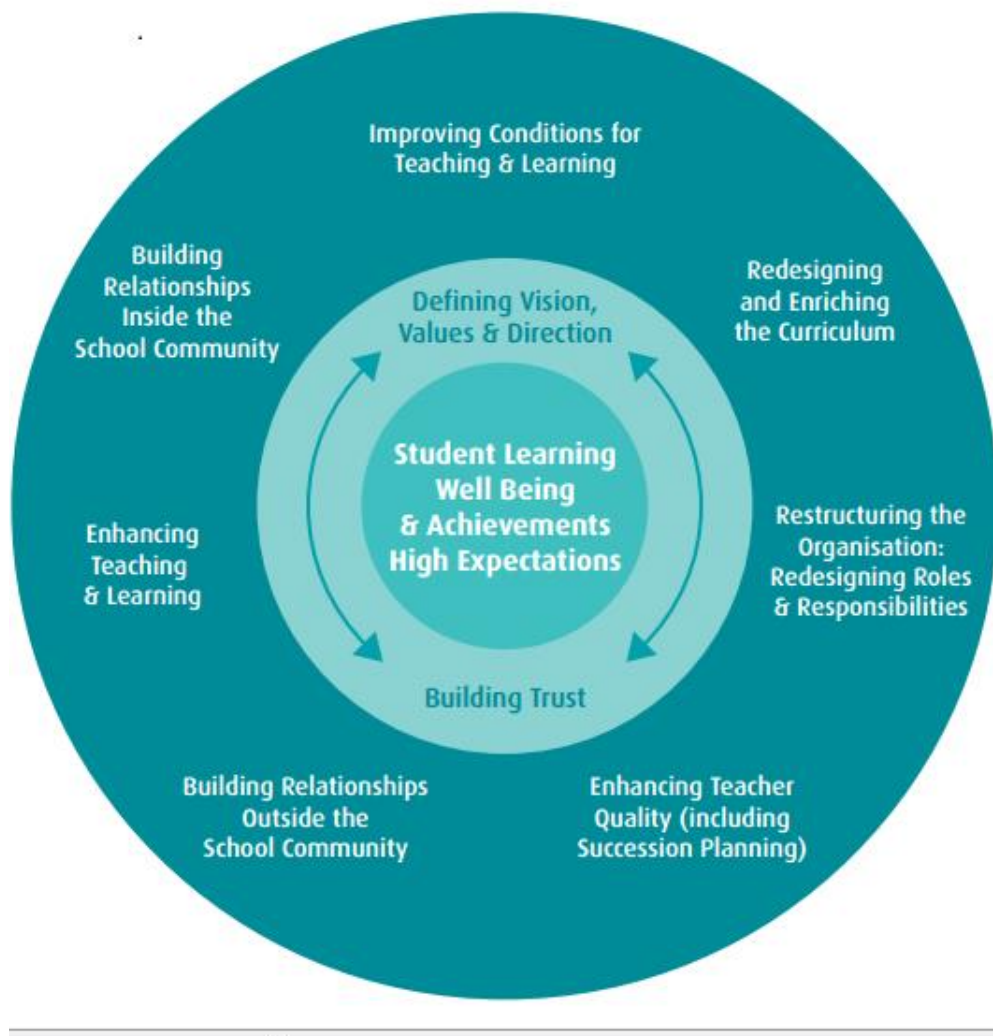 Improving Conditions for
Teaching & Learning
Building
Relationships
Inside the
School Community
Redesigning
and Enriching
the Curriculum
Defining Vision,
Values & Direction
Student Learning
Well Being
& Achievements
High Expectations
Enhancing
Teaching
& Learning
Restructuring the
Organisation:
Redesigning Roles
& Responsibilities
Building Trust
Building Relationships
Outside the
School Community
Enhancing Teacher
Quality (including
Succession Planning)